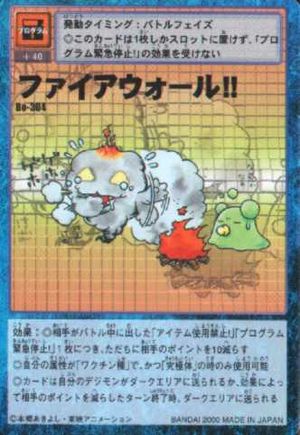 プログラム
+40
発動タイミング：バトルフェイズ
◎このカードは1枚しかスロットに置けず、「プロ
グラム緊急停止！」の効果を受けない
ファイアウォール!!
Bo-304
効果：◎相手がバトル中に出した「アイテム使用禁止！」「プログラム
緊急停止！」1枚につき、ただちに相手のポイントを10減らす
◎自分の属性が「ワクチン種」で、かつ「究極体」の時のみ使用可能
◎カードは自分のデジモンがダークエリアに送られるか、効果によっ
て相手のポイントを減らしたターン終了時、ダークエリアに送られる
©本郷あきよし・東映アニメーション
BANDAI 2000 MADE IN JAPAN